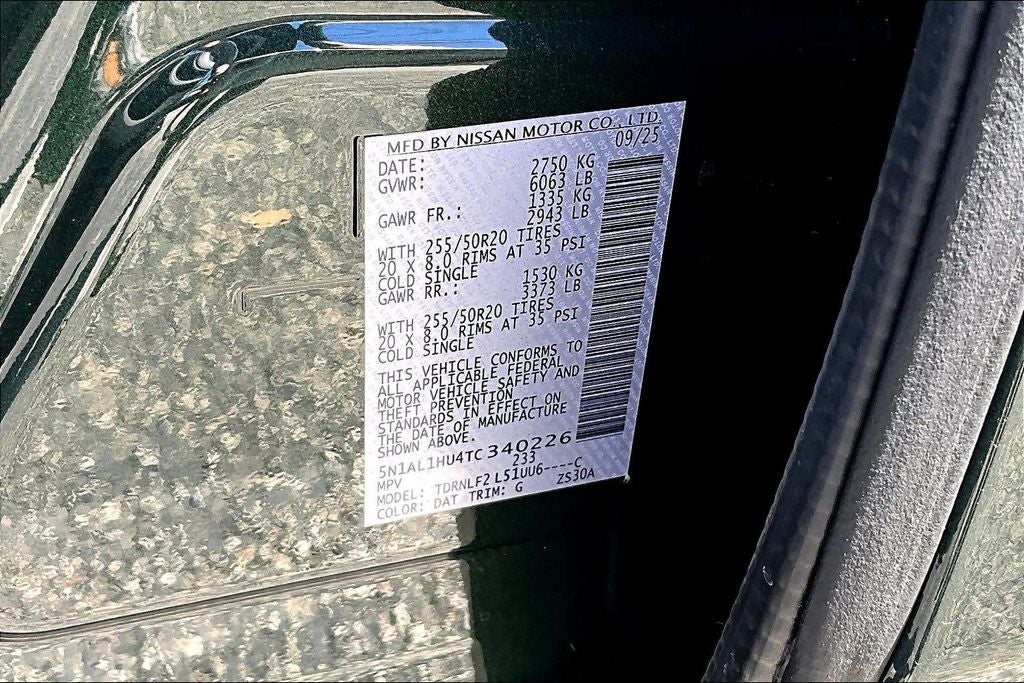 MFD BY NISSAN MOTOR CO., LTD.
DATE: 09/25
GVWR: 2750 KG
6063 LB
GAWR FR.: 1335 KG
2943 LB
WITH 255/50R20 TIRES
20 X 8.0 RIMS AT 35 PSI
COLD SINGLE
GAWR RR.: 1530 KG
3373 LB
WITH 255/50R20 TIRES
20 X 8.0 RIMS AT 35 PSI
COLD SINGLE
THIS VEHICLE CONFORMS TO
ALL APPLICABLE FEDERAL
MOTOR VEHICLE SAFETY AND
THEFT PREVENTION
STANDARDS IN EFFECT ON
THE DATE OF MANUFACTURE
SHOWN ABOVE.
5N1AL1HU4TC340226
MPV 233
MODEL: TDRNLF2 L51UU6----C
COLOR: DAT TRIM: G ZS30A